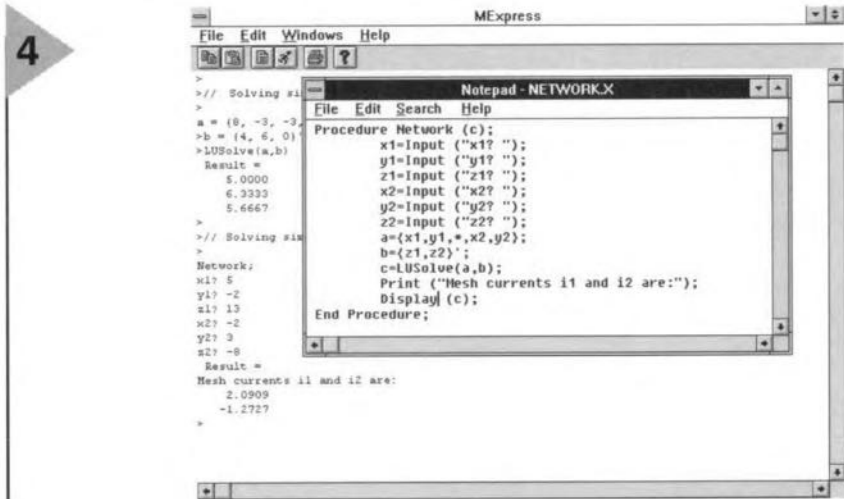 4
MExpress
File Edit Windows Help
>
>// Solving si
>
a = {8, -3, -3,
>b = {4, 6, 0}'
>LUSolve(a,b)
Result =
5.0000
6.3333
5.6667
>
>// Solving sim
>
Network;
x1? 5
y1? -2
z1? 13
x2? -2
y2? 3
z2? -8
Result =
Mesh currents i1 and i2 are:
2.0909
-1.2727
>
Notepad - NETWORK.X
File Edit Search Help
Procedure Network (c);
x1=Input ("x1? ");
y1=Input ("y1? ");
z1=Input ("z1? ");
x2=Input ("x2? ");
y2=Input ("y2? ");
z2=Input ("z2? ");
a={x1,y1,*,x2,y2};
b={z1,z2}';
c=LUSolve(a,b);
Print ("Mesh currents i1 and i2 are:");
Display (c);
End Procedure;